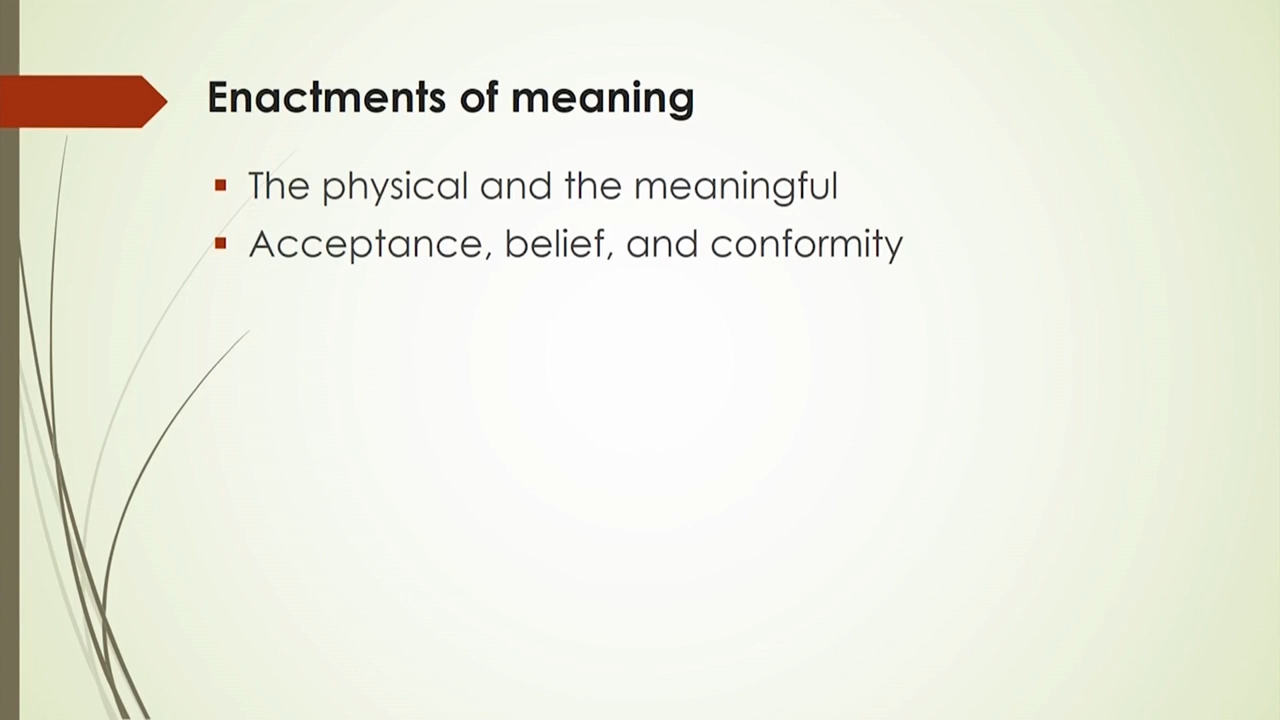 Enactments of meaning
The physical and the meaningful
Acceptance, belief, and conformity